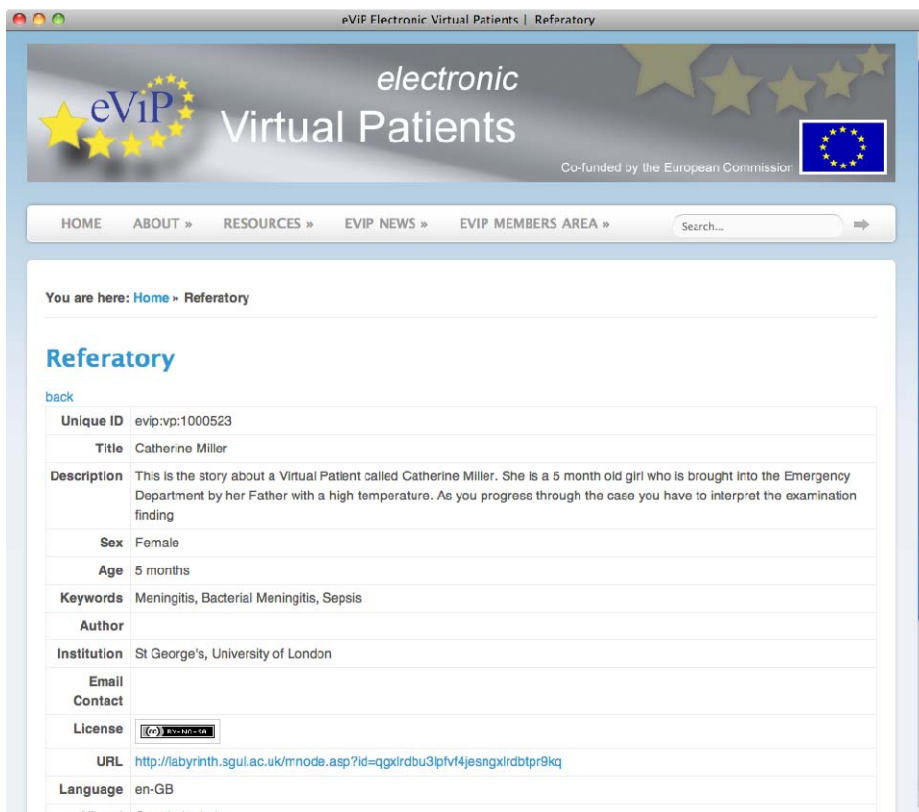 eViP Electronic Virtual Patients | Referatory
eViP
electronic
Virtual Patients
Co-funded by the European Commission
HOME ABOUT » RESOURCES » EVIP NEWS » EVIP MEMBERS AREA » Search...
You are here: Home » Referatory
Referatory
back
Unique ID evip:vp:1000523
Title Catherine Miller
Description This is the story about a Virtual Patient called Catherine Miller. She is a 5 month old girl who is brought into the Emergency
Department by her Father with a high temperature. As you progress through the case you have to interpret the examination
finding
Sex Female
Age 5 months
Keywords Meningitis, Bacterial Meningitis, Sepsis
Author
Institution St George's, University of London
Email
Contact
License (cc) BY-NC-SA
URL http://labyrinth.sgul.ac.uk/mnode.asp?id=qgxlrdbu3lpfvf4jesngxlrdbtpr9kq
Language en-GB